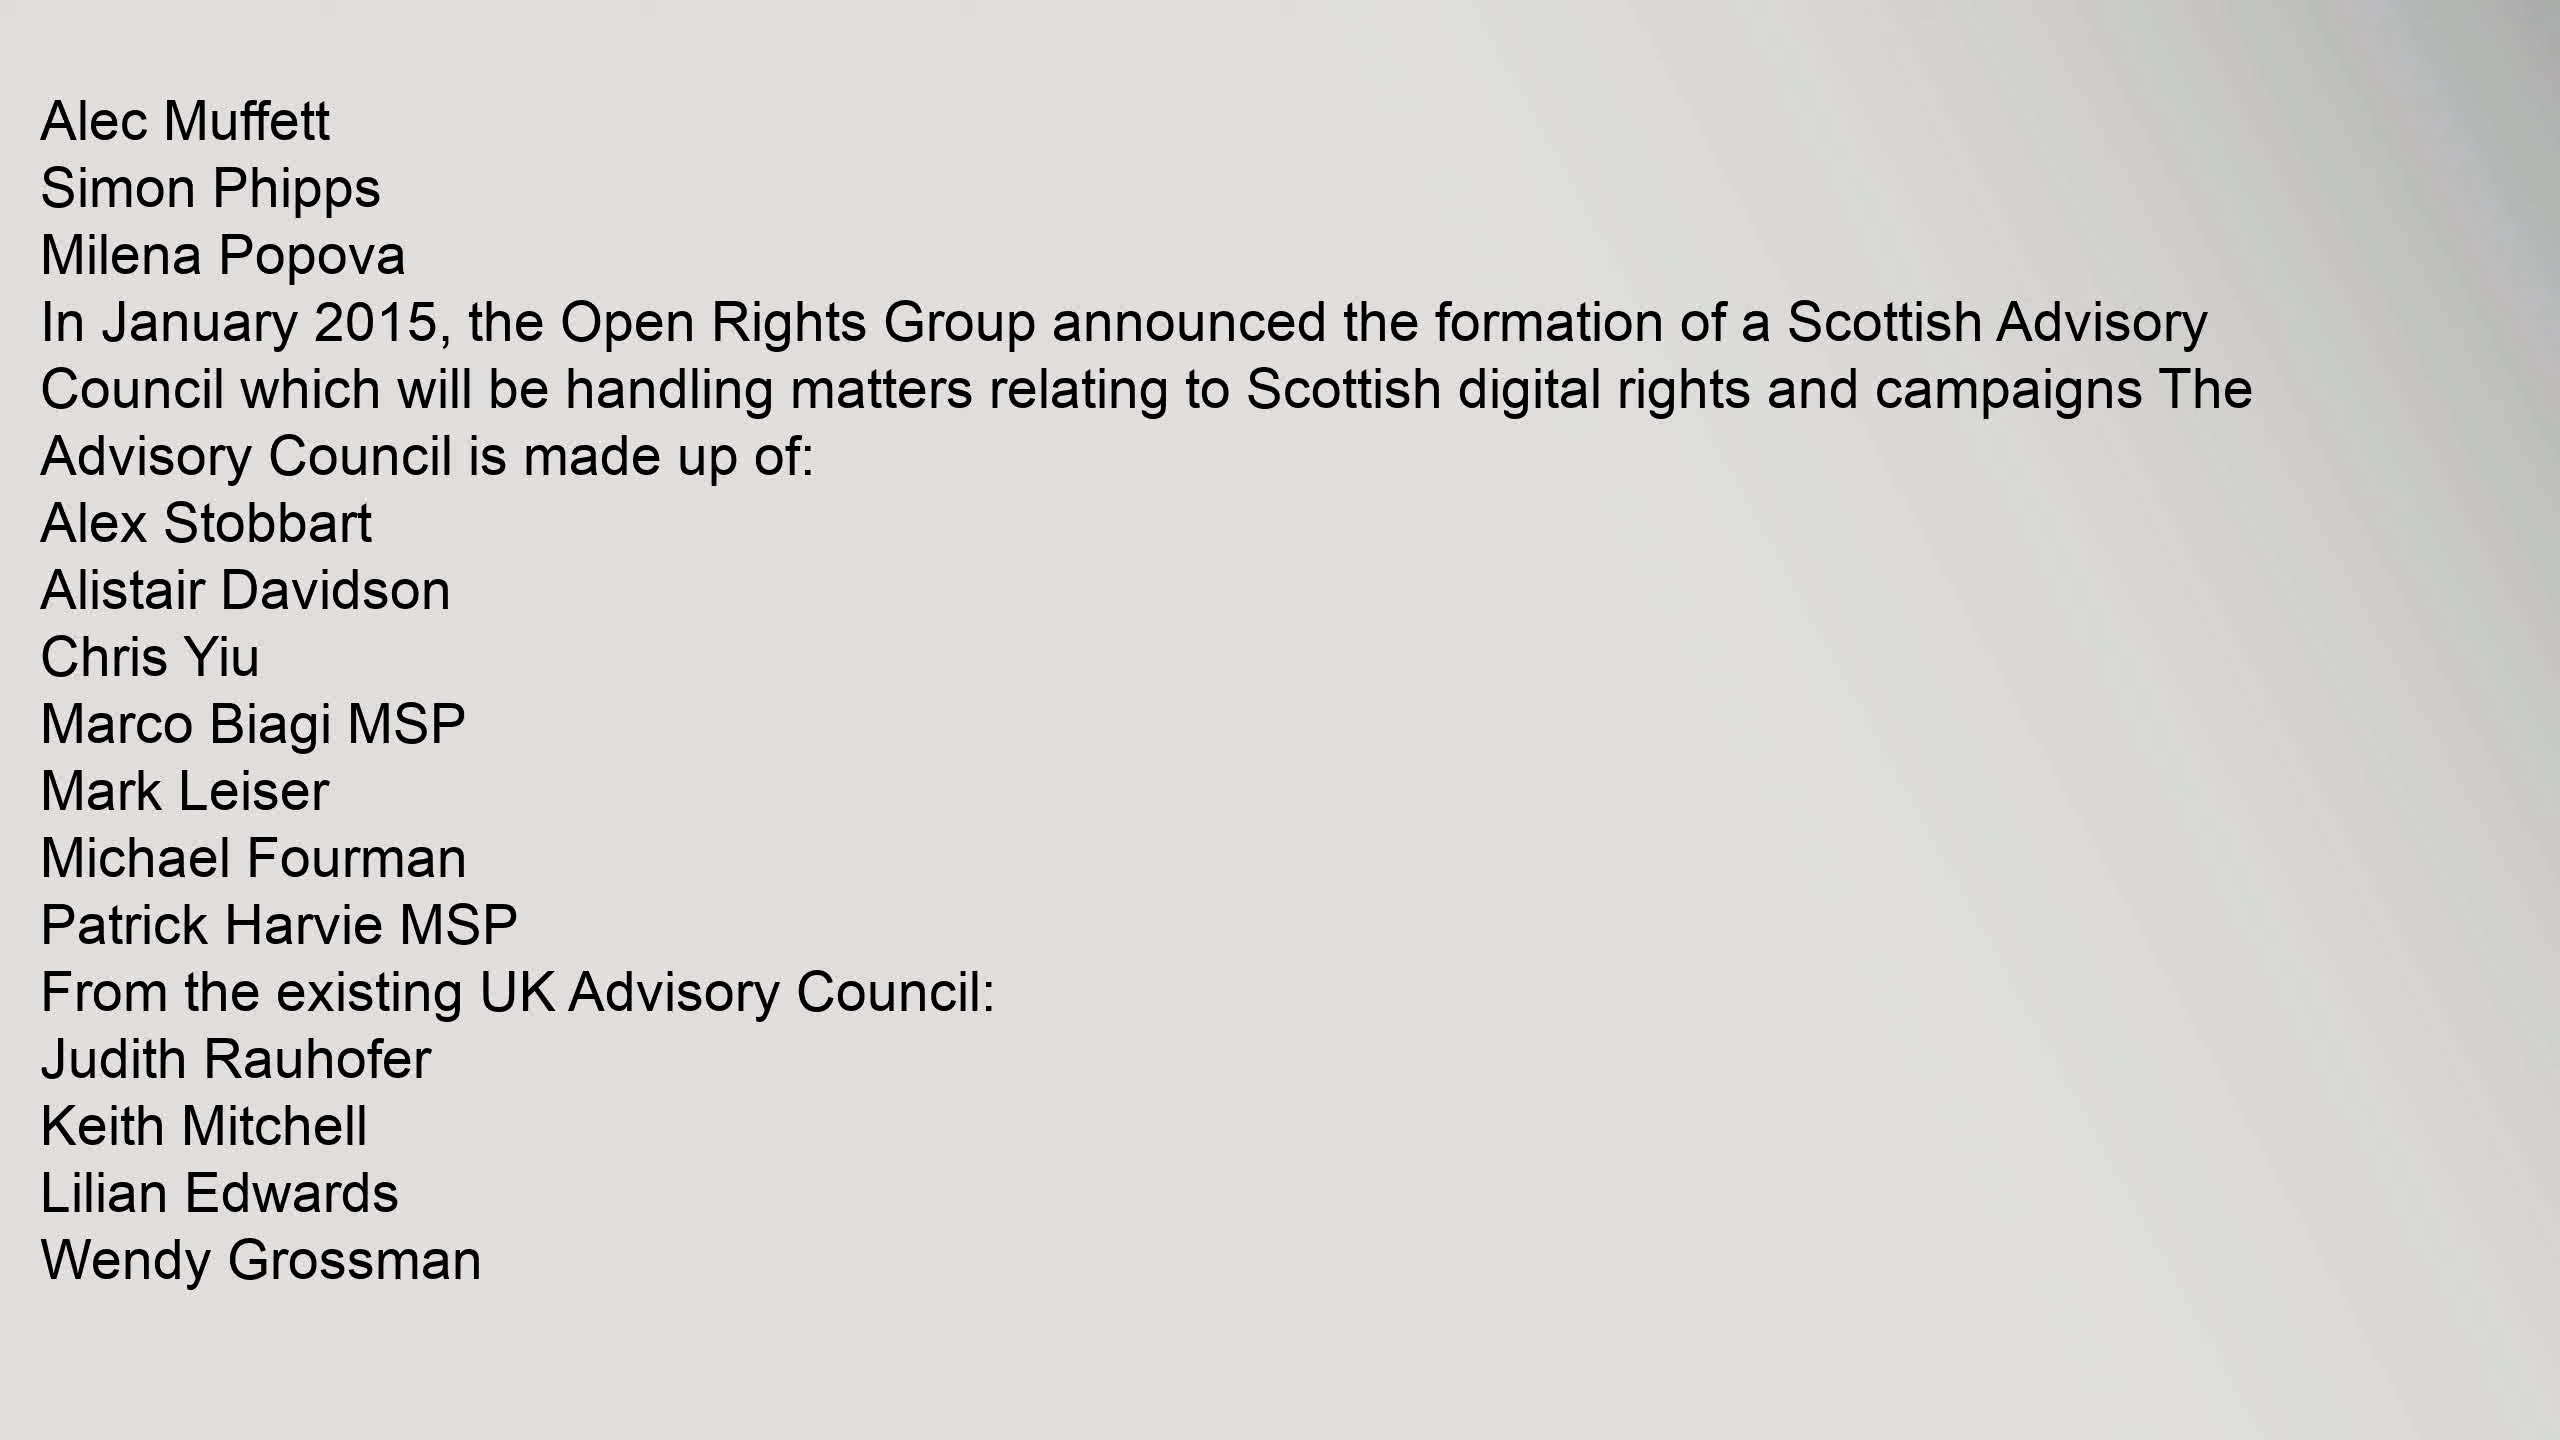 Alec Muffett
Simon Phipps
Milena Popova
In January 2015, the Open Rights Group announced the formation of a Scottish Advisory
Council which will be handling matters relating to Scottish digital rights and campaigns The
Advisory Council is made up of:
Alex Stobbart
Alistair Davidson
Chris Yiu
Marco Biagi MSP
Mark Leiser
Michael Fourman
Patrick Harvie MSP
From the existing UK Advisory Council:
Judith Rauhofer
Keith Mitchell
Lilian Edwards
Wendy Grossman